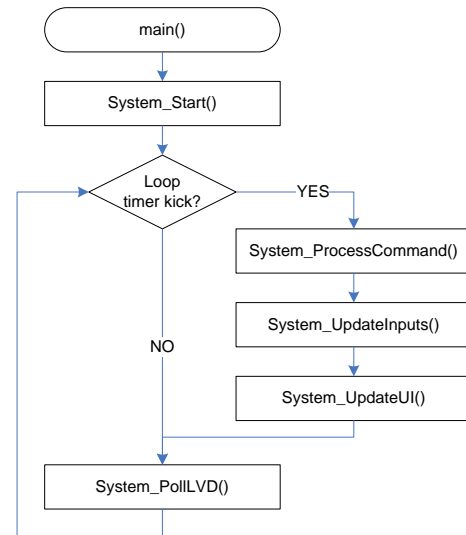 main()
System_Start()
Loop
timer kick?
YES
System_ProcessCommand()
System_UpdateInputs()
NO
System_UpdateUI()
System_PollLVD()